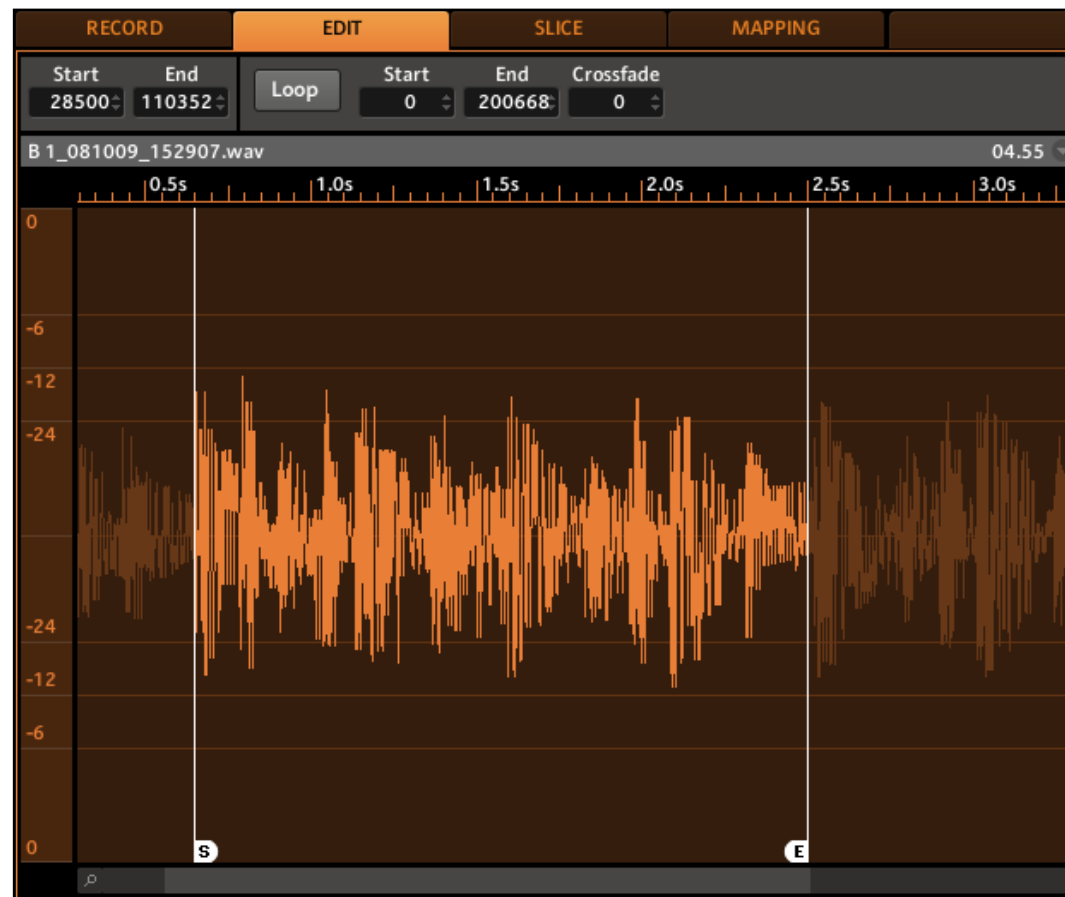 RECORD EDIT SLICE MAPPING
Start End Loop Start End Crossfade
28500 110352 0 200668 0
B 1_081009_152907.wav 04.55
0.5s 1.0s 1.5s 2.0s 2.5s 3.0s
0
-6
-12
-24
-24
-12
-6
0
S E